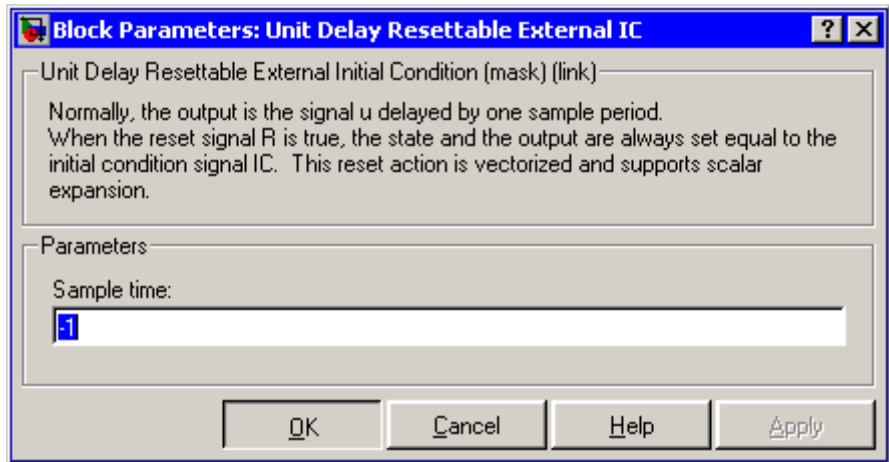 Block Parameters: Unit Delay Resettable External IC
Unit Delay Resettable External Initial Condition (mask) (link)
Normally, the output is the signal u delayed by one sample period.
When the reset signal R is true, the state and the output are always set equal to the
initial condition signal IC.  This reset action is vectorized and supports scalar
expansion.
Parameters
Sample time:
-1
OK Cancel Help Apply